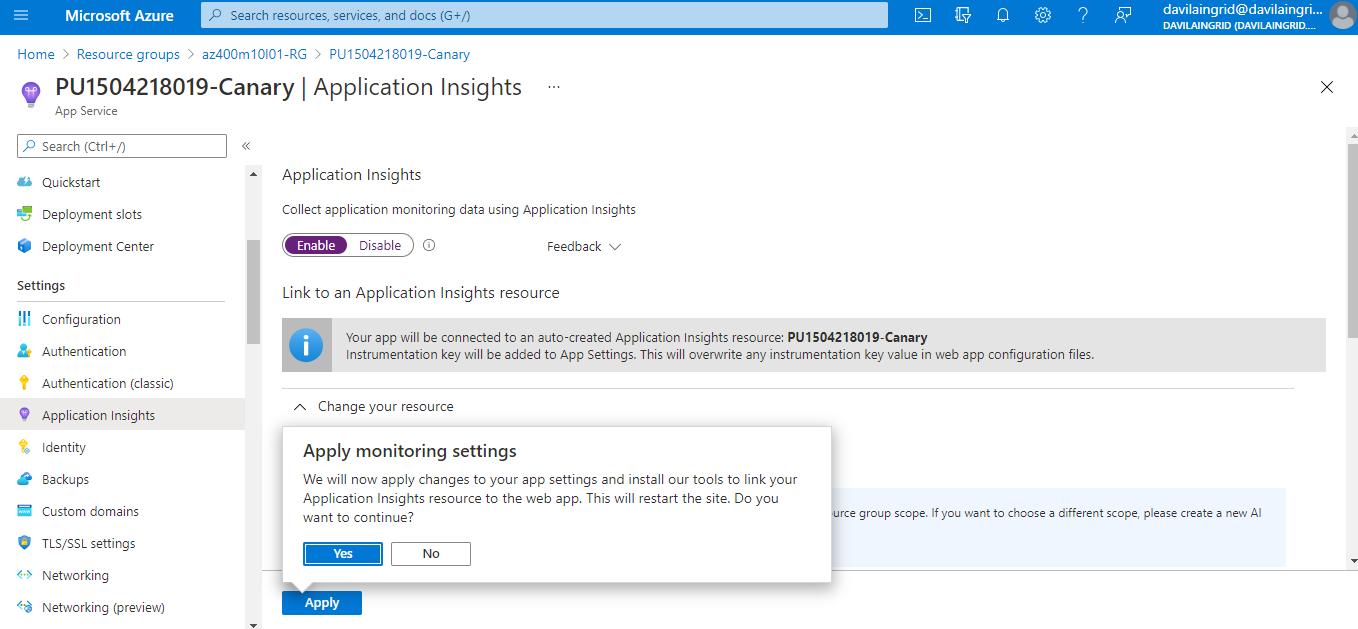 Microsoft Azure
Search resources, services, and docs (G+/)
davilaingrid@davilaingri...
DAVILAINGRID (DAVILAINGRID....
Home > Resource groups > az400m10l01-RG > PU1504218019-Canary
PU1504218019-Canary | Application Insights ...
App Service
Search (Ctrl+/)
«
Quickstart
Deployment slots
Deployment Center
Settings
Configuration
Authentication
Authentication (classic)
Application Insights
Identity
Backups
Custom domains
TLS/SSL settings
Networking
Networking (preview)
Application Insights
Collect application monitoring data using Application Insights
Enable Disable
Feedback
Link to an Application Insights resource
Your app will be connected to an auto-created Application Insights resource: PU1504218019-Canary
Instrumentation key will be added to App Settings. This will overwrite any instrumentation key value in web app configuration files.
Change your resource
Apply monitoring settings
We will now apply changes to your app settings and install our tools to link your
Application Insights resource to the web app. This will restart the site. Do you
want to continue?
Yes No
group scope. If you want to choose a different scope, please create a new AI
Apply